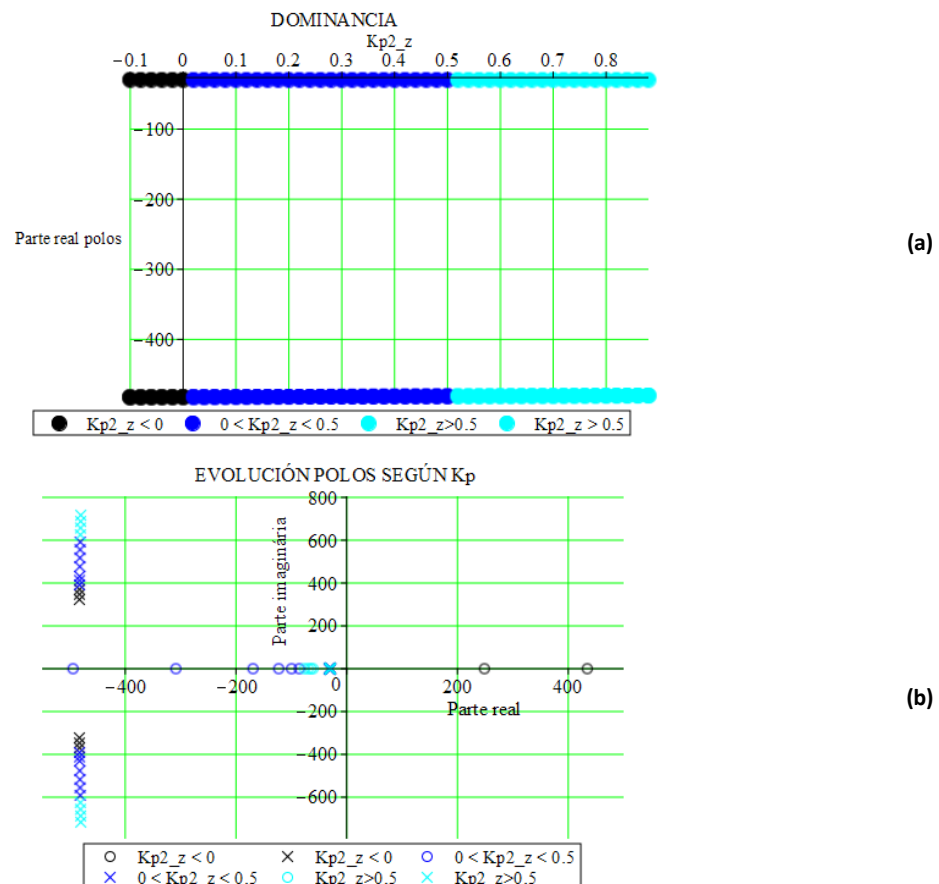 DOMINANCIA
Kp2_z
−0.1 0 0.1 0.2 0.3 0.4 0.5 0.6 0.7 0.8
−100
−200
Parte real polos
(a)
−300
−400
Kp2_z < 0 0 < Kp2_z < 0.5 Kp2_z>0.5 Kp2_z > 0.5
EVOLUCIÓN POLOS SEGÚN Kp
800
Parte imaginária
600
400
200
−400 −200 0 200 400
Parte real
(b)
−200
−400
−600
Kp2_z < 0 Kp2_z < 0 0 < Kp2_z < 0.5
0 < Kp2_z < 0.5 Kp2_z>0.5 Kp2_z>0.5